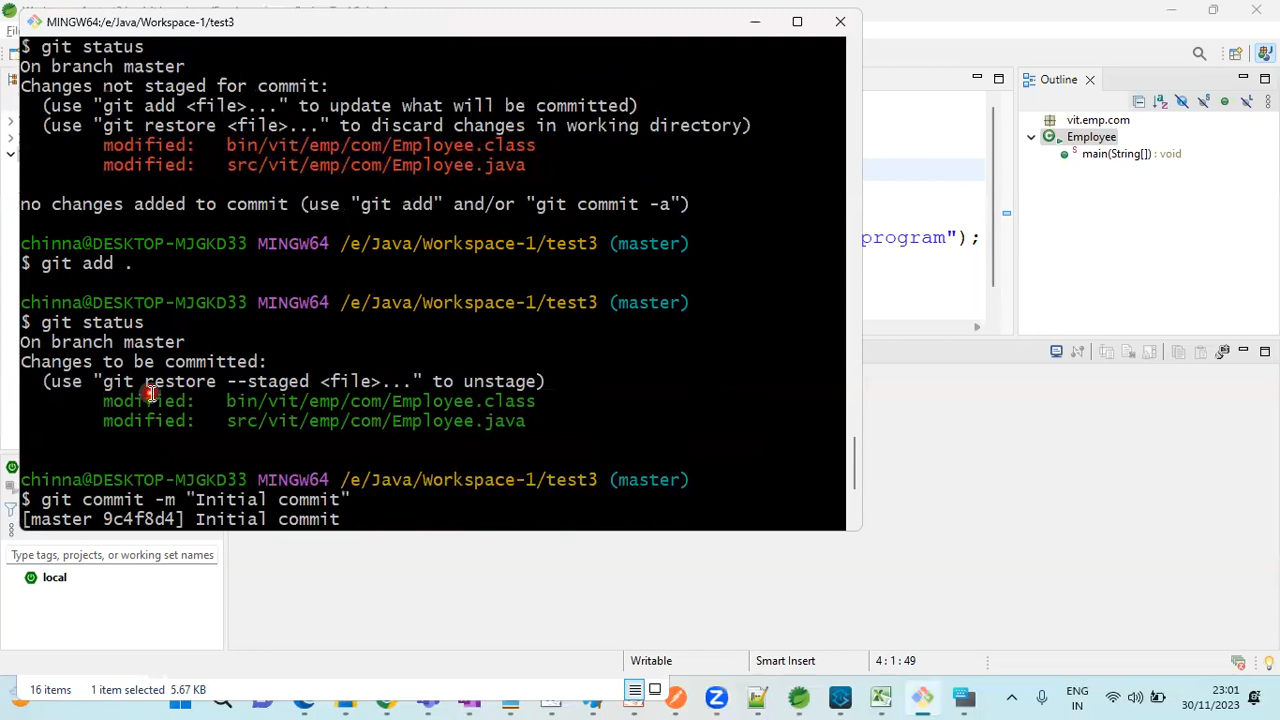 MINGW64:/e/Java/Workspace-1/test3
$ git status
On branch master
Changes not staged for commit:
(use "git add <file>..." to update what will be committed)
(use "git restore <file>..." to discard changes in working directory)
modified: bin/vit/emp/com/Employee.class
modified: src/vit/emp/com/Employee.java
no changes added to commit (use "git add" and/or "git commit -a")
chinna@DESKTOP-MJGKD33 MINGW64 /e/Java/Workspace-1/test3 (master)
$ git add .
chinna@DESKTOP-MJGKD33 MINGW64 /e/Java/Workspace-1/test3 (master)
$ git status
On branch master
Changes to be committed:
(use "git restore --staged <file>..." to unstage)
modified: bin/vit/emp/com/Employee.class
modified: src/vit/emp/com/Employee.java
chinna@DESKTOP-MJGKD33 MINGW64 /e/Java/Workspace-1/test3 (master)
$ git commit -m "Initial commit"
[master 9c4f8d4] Initial commit
program");
Outline
vit.emp.com
Employee
main(String[]) : void
Type tags, projects, or working set names
local
Writable
Smart Insert
4 : 1 : 49
16 items
1 item selected 5.67 KB
ENG
IN
23:01
30/11/2023